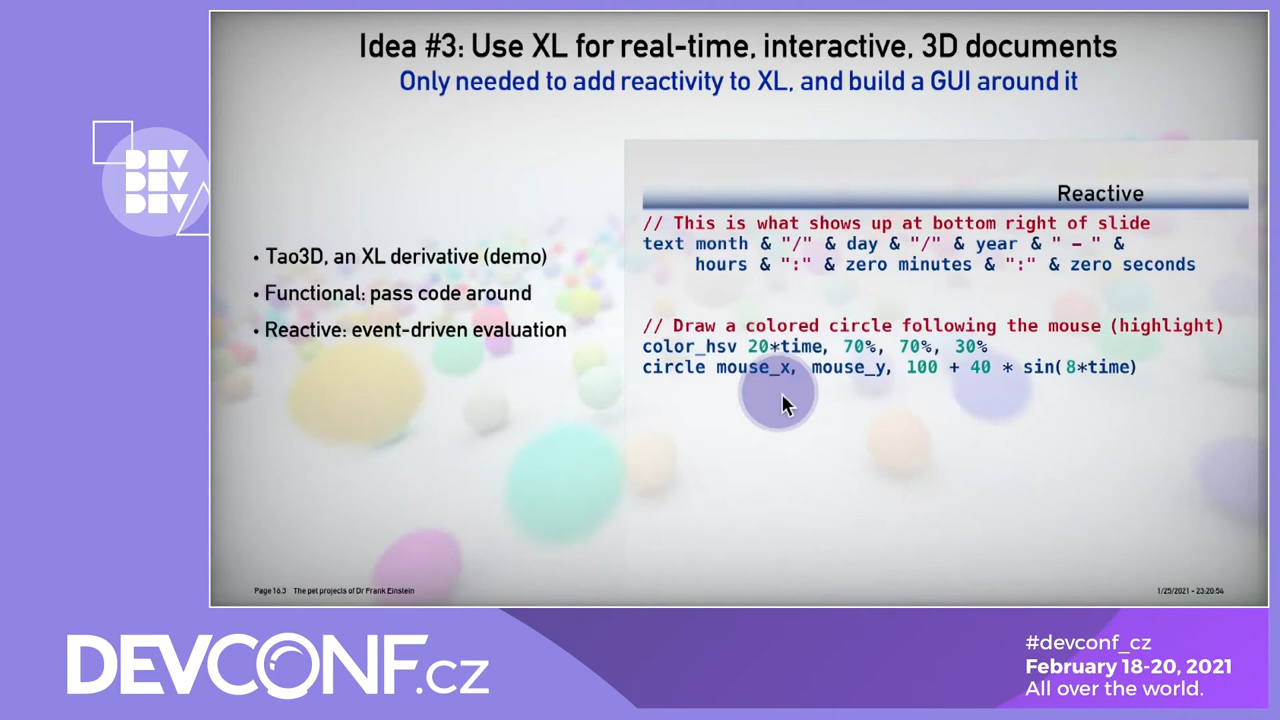 Idea #3: Use XL for real-time, interactive, 3D documents
Only needed to add reactivity to XL, and build a GUI around it
DEV
DEV
DEV
• Tao3D, an XL derivative (demo)
• Functional: pass code around
• Reactive: event-driven evaluation
Reactive
// This is what shows up at bottom right of slide
text month & "/" & day & "/" & year & " – " &
hours & ":" & zero minutes & ":" & zero seconds
// Draw a colored circle following the mouse (highlight)
color_hsv 20*time, 70%, 70%, 30%
circle mouse_x, mouse_y, 100 + 40 * sin(8*time)
Page 16.3 The pet projects of Dr Frank Einstein
1/25/2021 - 23:20:54
DEVCONF.cz
#devconf_cz
February 18-20, 2021
All over the world.